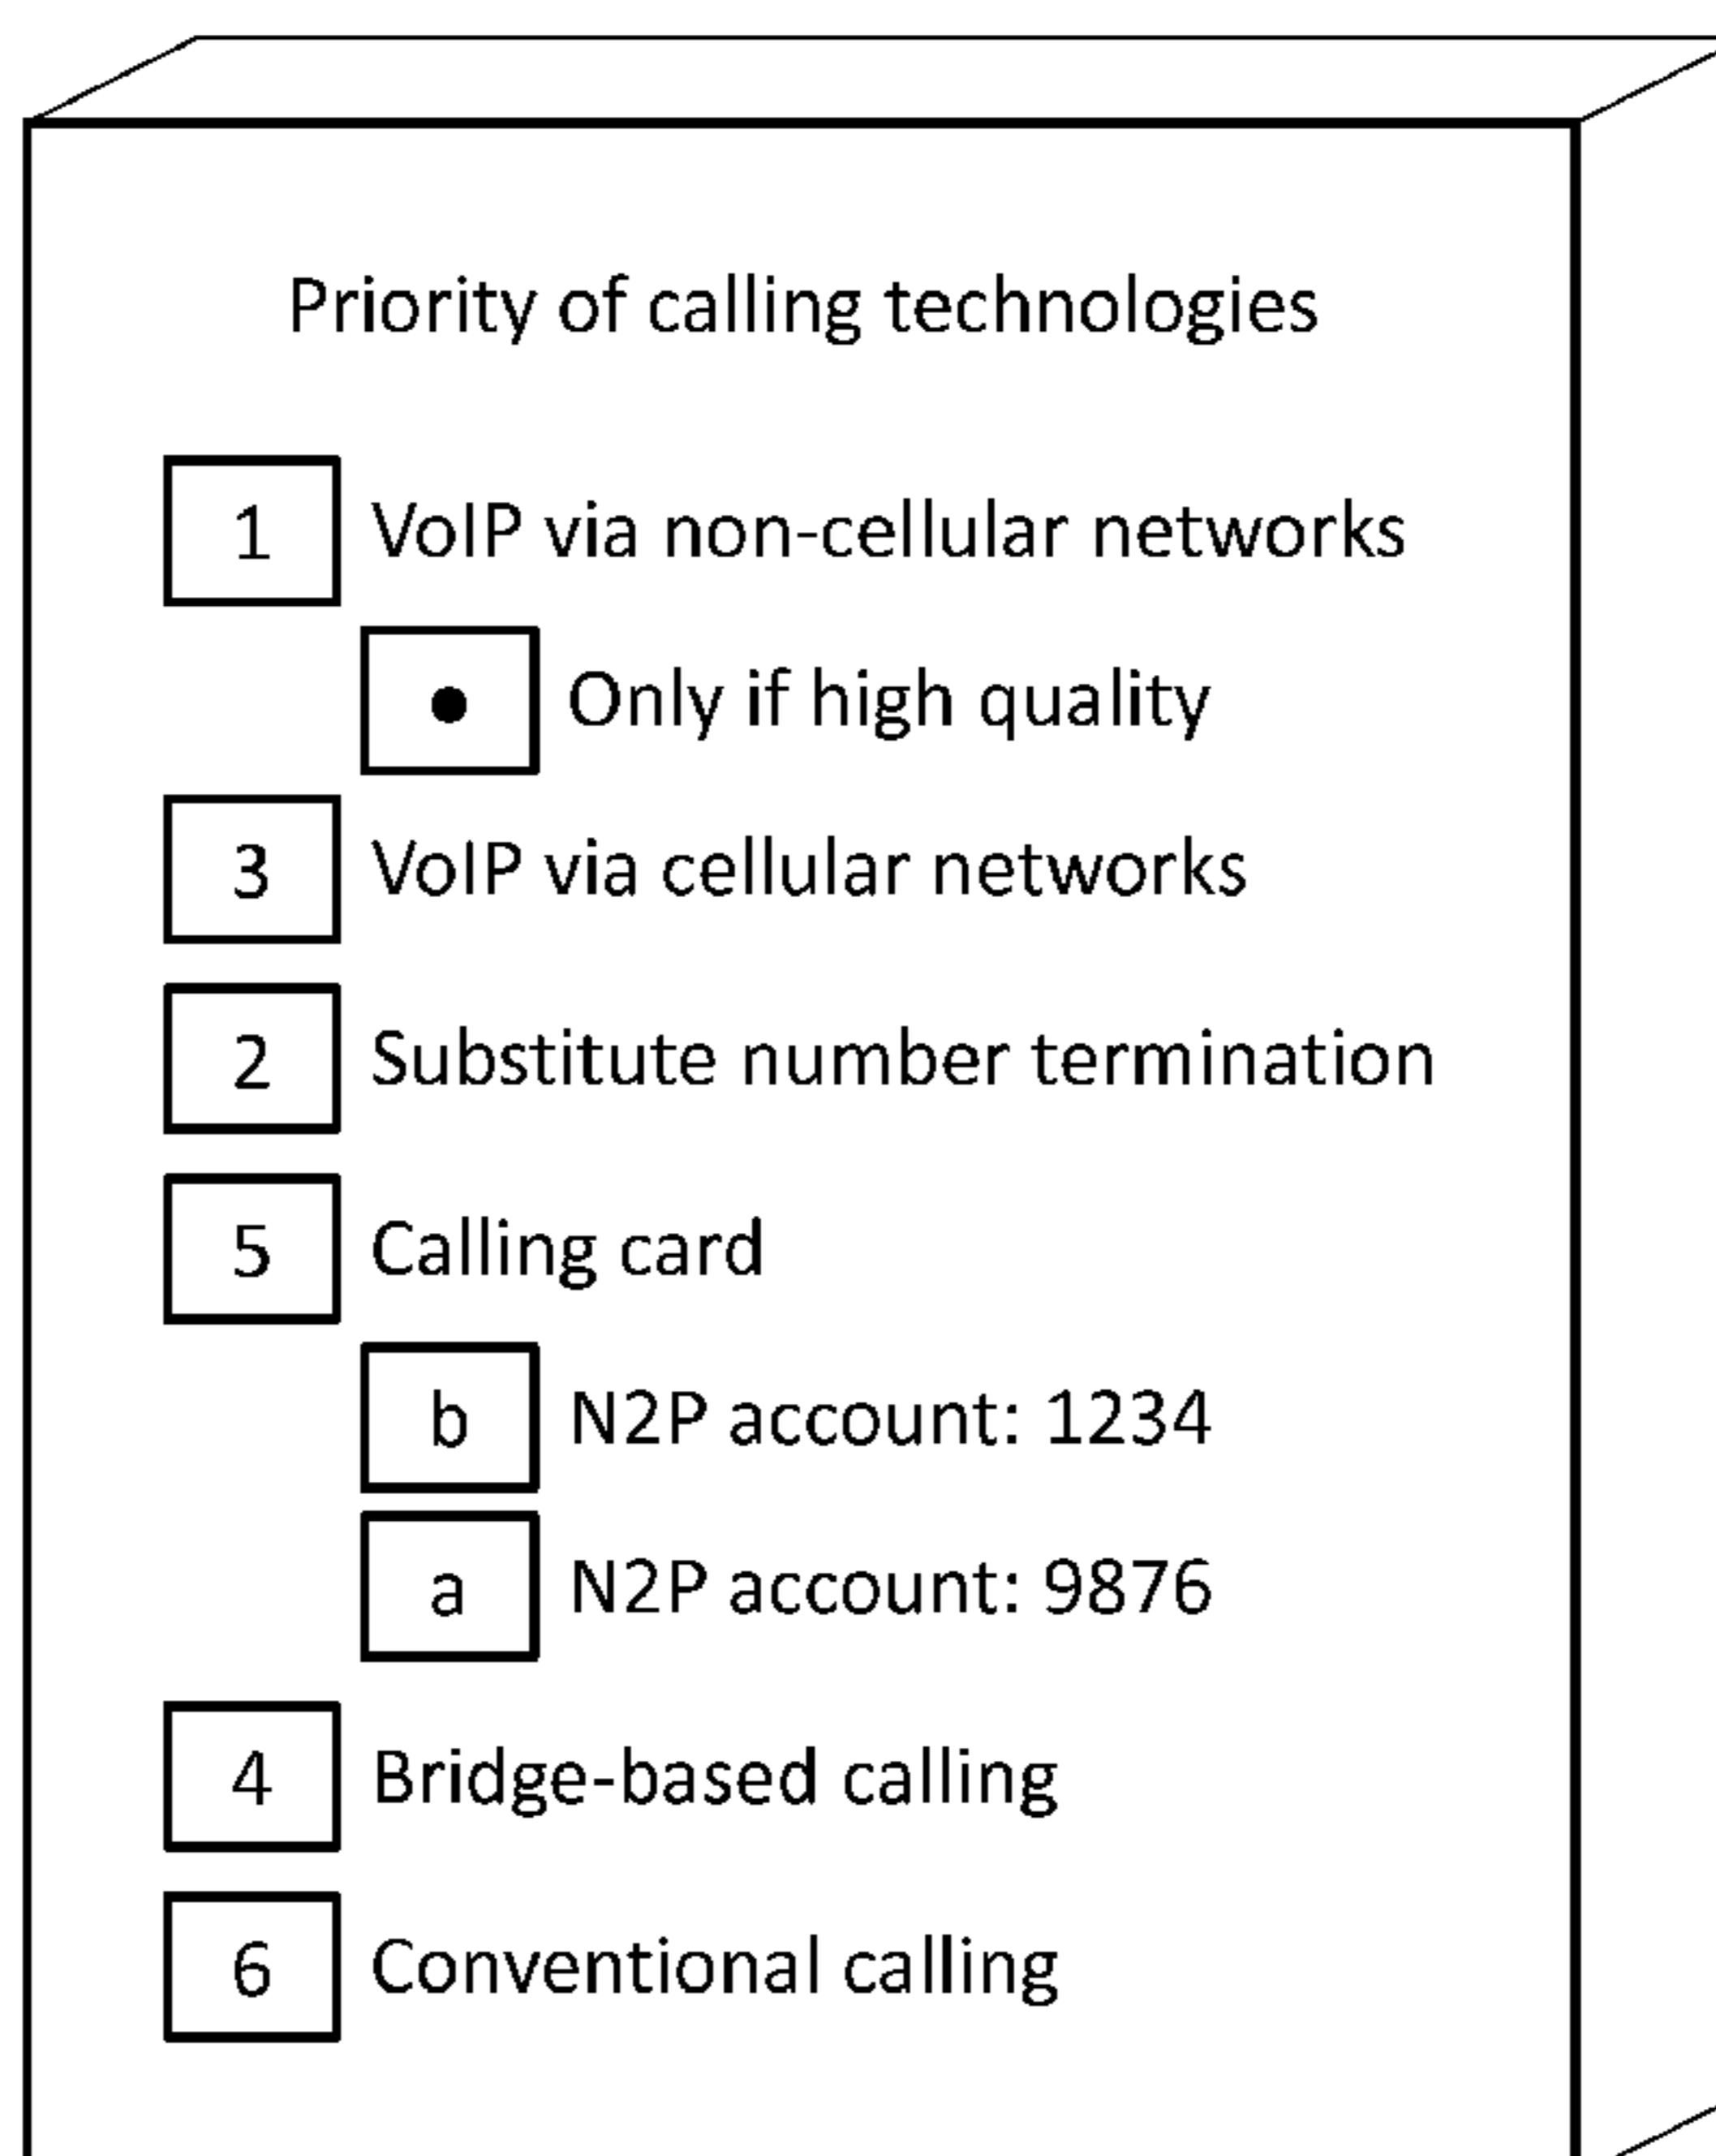 Priority of calling technologies
1 VoIP via non-cellular networks
• Only if high quality
3 VoIP via cellular networks
2 Substitute number termination
5 Calling card
b N2P account: 1234
a N2P account: 9876
4 Bridge-based calling
6 Conventional calling